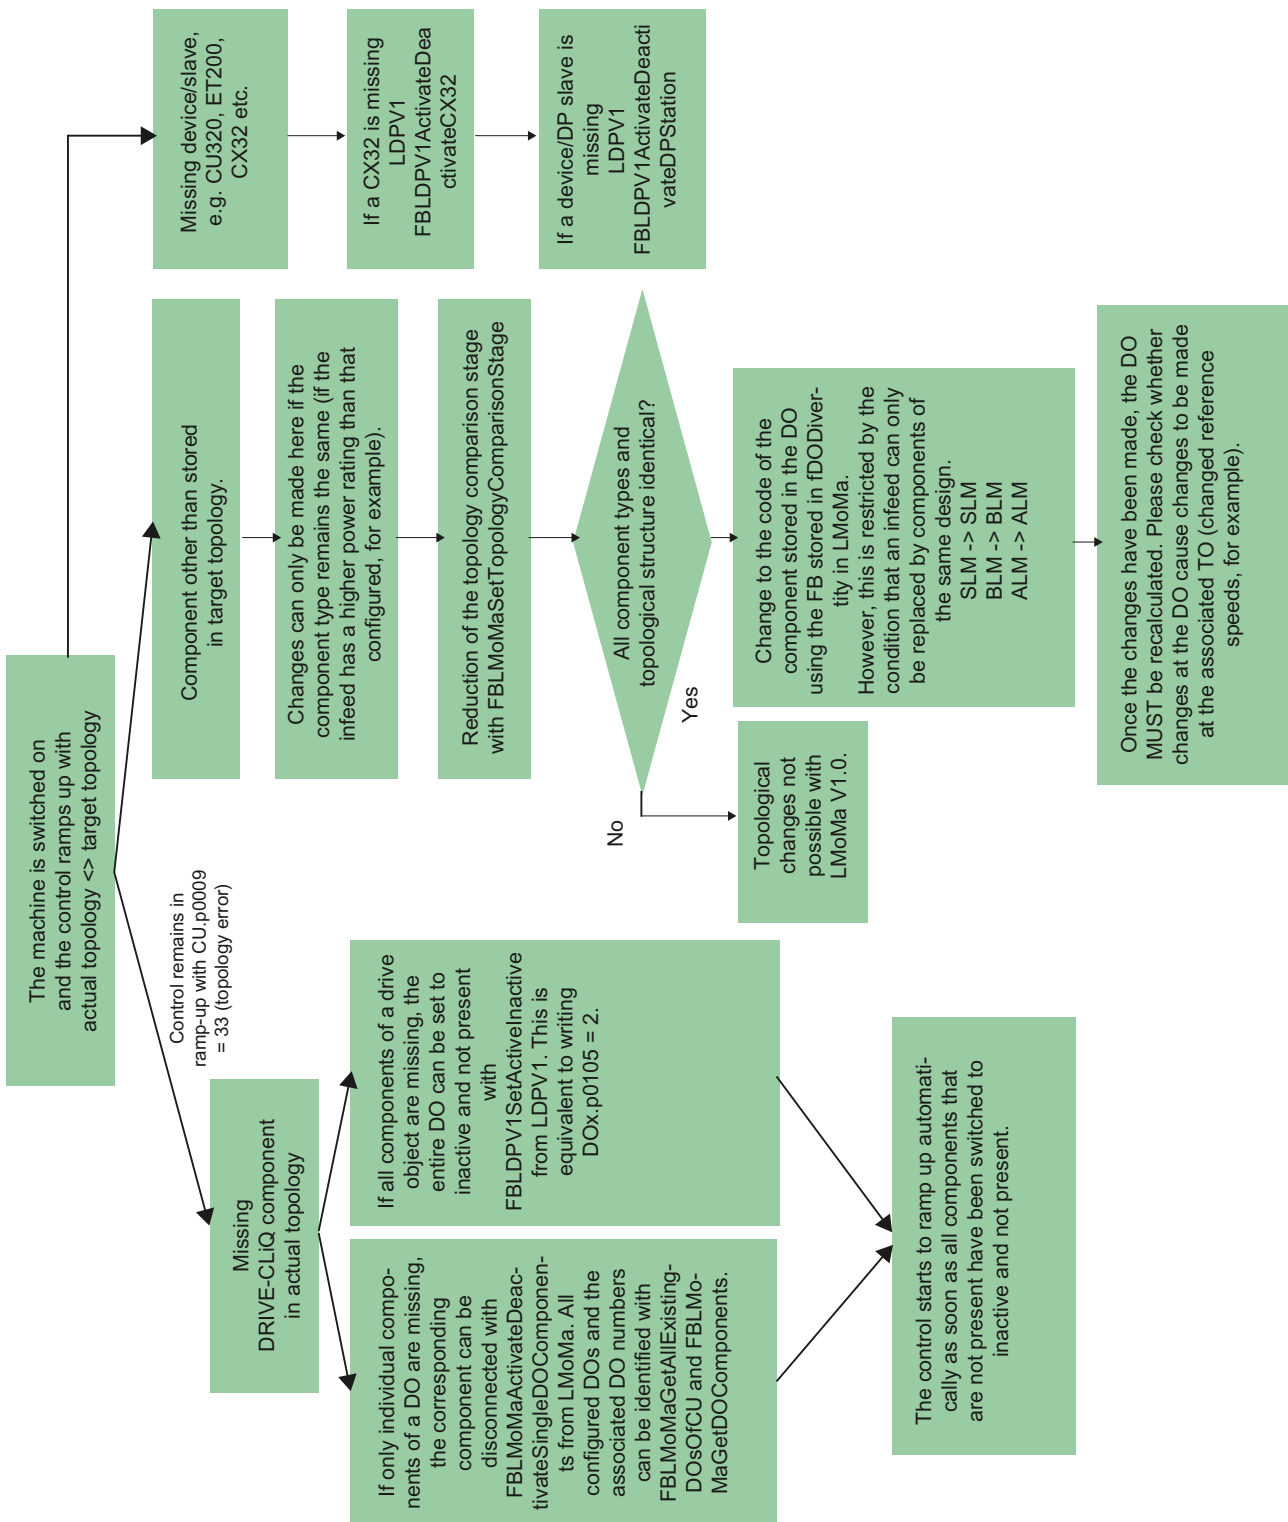 The machine is switched on
and the control ramps up with
actual topology <> target topology
Control remains in
ramp-up with CU.p0009
= 33 (topology error)
Missing
DRIVE-CLiQ component
in actual topology
If only individual compo-
nents of a DO are missing,
the corresponding
component can be
disconnected with
FBLMoMaActivateDeac-
tivateSingleDOComponen-
ts from LMoMa. All
configured DOs and the
associated DO numbers
can be identified with
FBLMoMaGetAllExisting-
DOsOfCU and FBLMo-
MaGetDOComponents.
If all components of a drive
object are missing, the
entire DO can be set to
inactive and not present
with
FBLDPV1SetActiveInactive
from LDPV1. This is
equivalent to writing
DOx.p0105 = 2.
The control starts to ramp up automati-
cally as soon as all components that
are not present have been switched to
inactive and not present.
Component other than stored
in target topology.
Changes can only be made here if the
component type remains the same (if the
infeed has a higher power rating than that
configured, for example).
Reduction of the topology comparison stage
with FBLMoMaSetTopologyComparisonStage
All component types and
topological structure identical?
No
Yes
Topological
changes not
possible with
LMoMa V1.0.
Change to the code of the
component stored in the DO
using the FB stored in fDODiver-
tity in LMoMa.
However, this is restricted by the
condition that an infeed can only
be replaced by components of
the same design.
SLM -> SLM
BLM -> BLM
ALM -> ALM
Once the changes have been made, the DO
MUST be recalculated. Please check whether
changes at the DO cause changes to be made
at the associated TO (changed reference
speeds, for example).
Missing device/slave,
e.g. CU320, ET200,
CX32 etc.
If a CX32 is missing
LDPV1
FBLDPV1ActivateDea
ctivateCX32
If a device/DP slave is
missing
LDPV1
FBLDPV1ActivateDeacti
vateDPStation